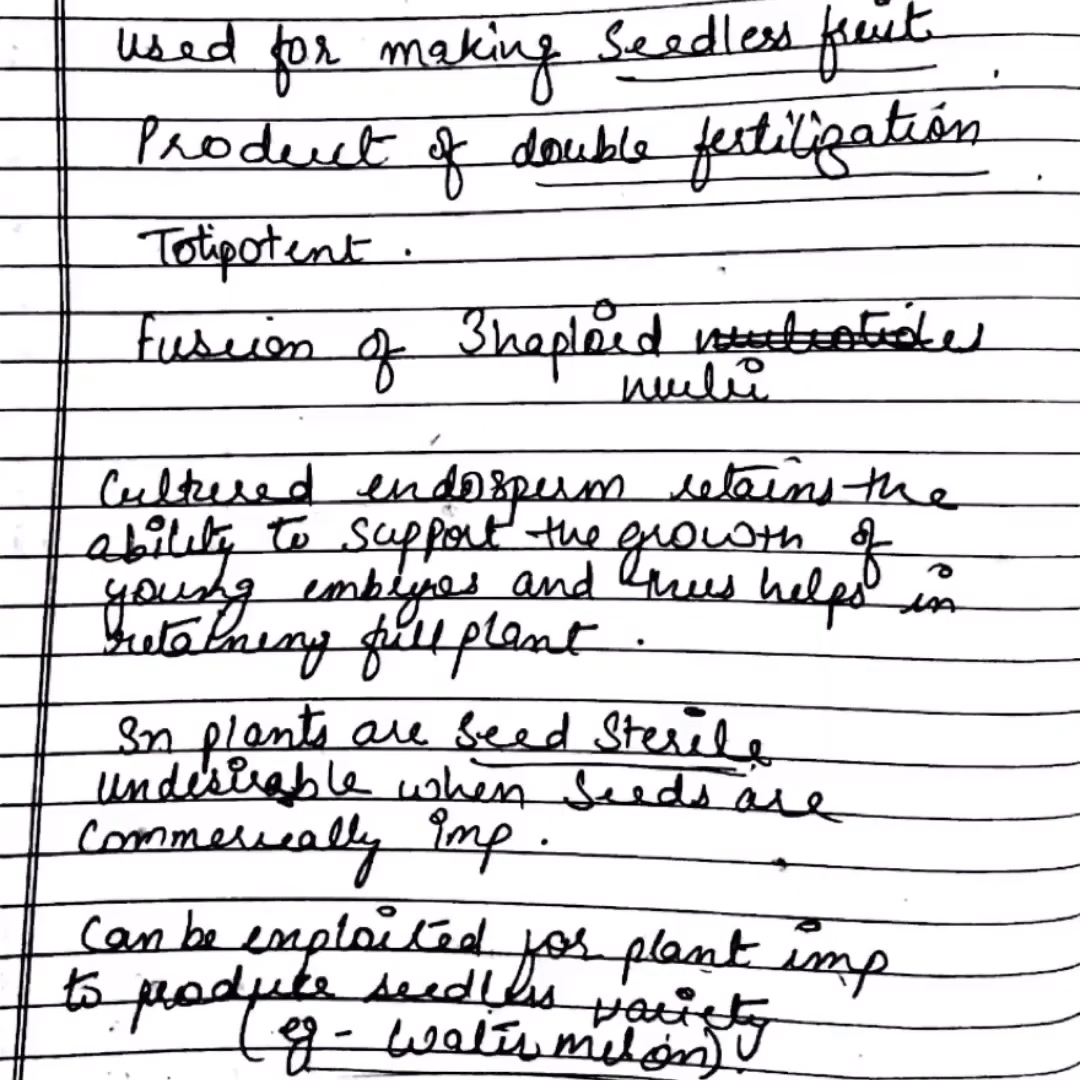 Used for making Seedless fruit
Product of double fertilization
Totipotent.
Fusion of 3 haploid
nuclei
Cultured endosperm retains the
ability to support the growth of
young embryos and thus helps in
retaining full plant.
3n plants are Seed Sterile
undesirable when Seeds are
Commercially imp.
Can be exploited for plant imp
to produce seedless variety
(eg - Watermelon).